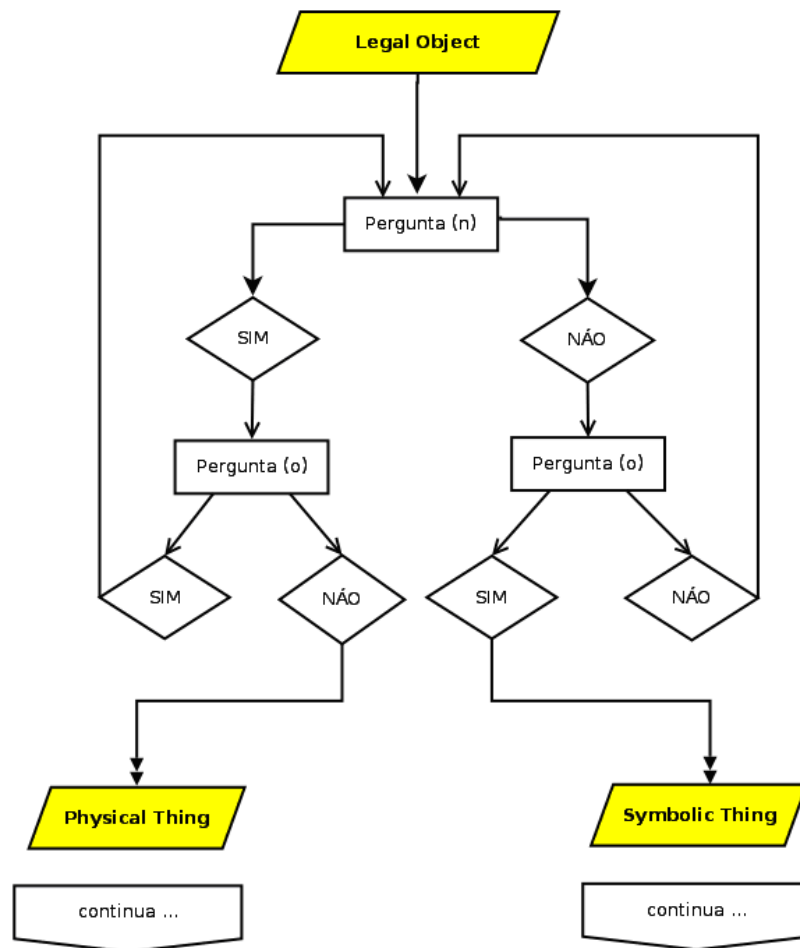 Legal Object
Pergunta (n)
SIM
NÁO
Pergunta (o)
Pergunta (o)
SIM
NÁO
SIM
NÁO
Physical Thing
Symbolic Thing
continua ...
continua ...